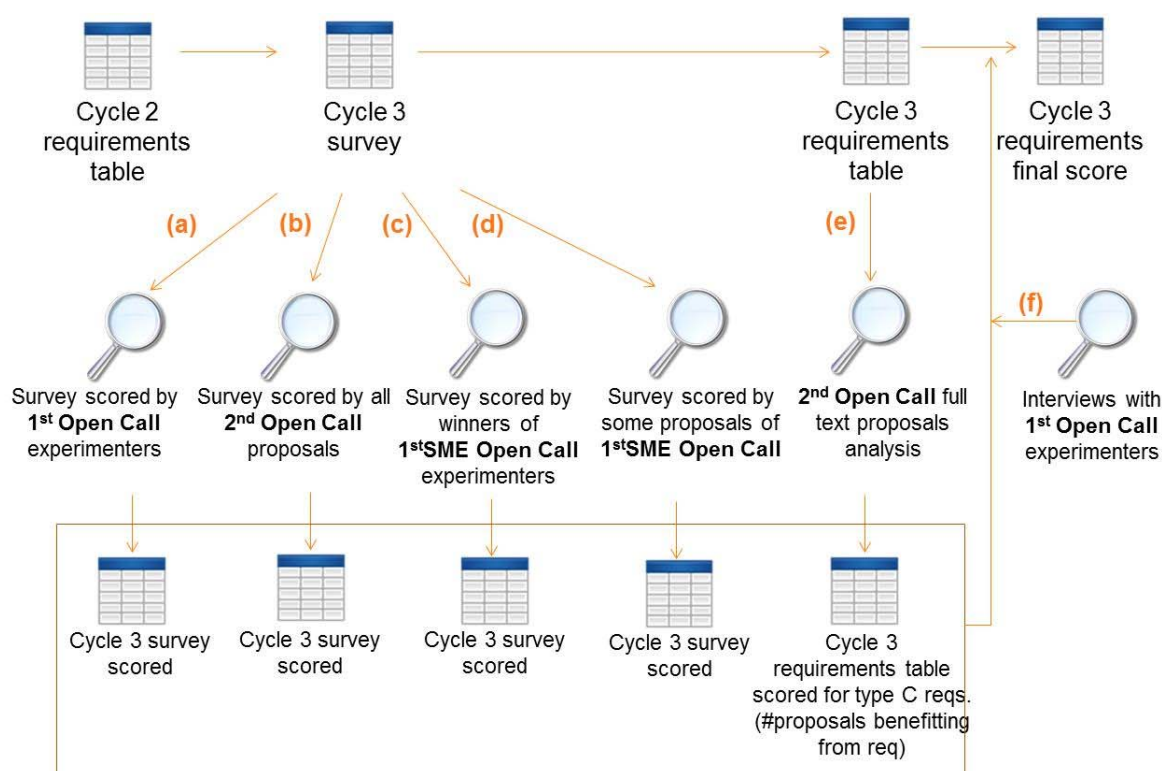 Cycle 2
requirements
table
Cycle 3
survey
Cycle 3
requirements
table
Cycle 3
requirements
final score
(a)
(b)
(c)
(d)
(e)
(f)
Survey scored by
1st Open Call
experimenters
Survey scored by all
2nd Open Call
proposals
Survey scored by
winners of
1stSME Open Call
experimenters
Survey scored by
some proposals of
1stSME Open Call
2nd Open Call full
text proposals
analysis
Interviews with
1st Open Call
experimenters
Cycle 3 survey
scored
Cycle 3 survey
scored
Cycle 3 survey
scored
Cycle 3 survey
scored
Cycle 3
requirements table
scored for type C reqs.
(#proposals benefitting
from req)